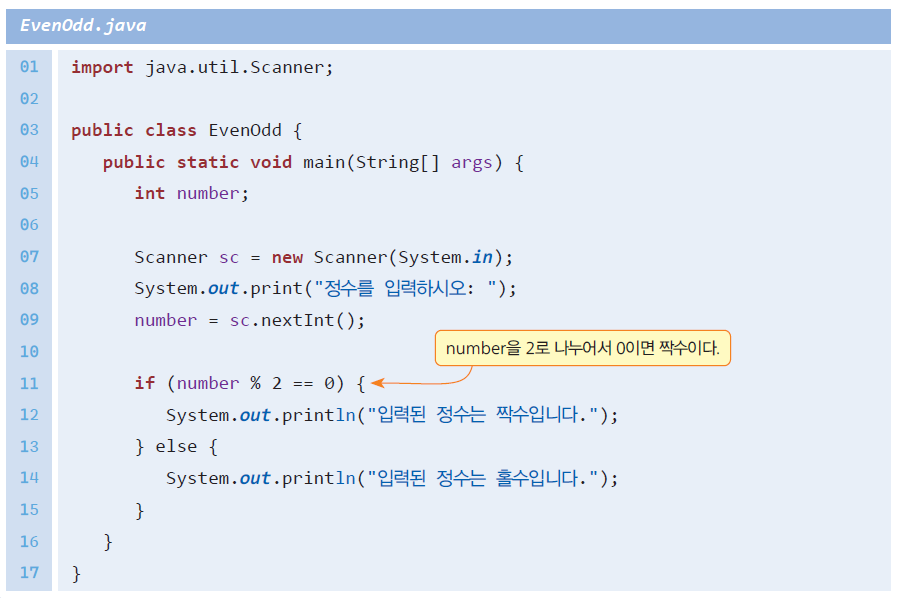 EvenOdd.java
01 import java.util.Scanner;
02
03 public class EvenOdd {
04 public static void main(String[] args) {
05 int number;
06
07 Scanner sc = new Scanner(System.in);
08 System.out.print("정수를 입력하시오: ");
09 number = sc.nextInt();
number을 2로 나누어서 0이면 짝수이다.
10
11 if (number % 2 == 0) {
12 System.out.println("입력된 정수는 짝수입니다.");
13 } else {
14 System.out.println("입력된 정수는 홀수입니다.");
15 }
16 }
17 }